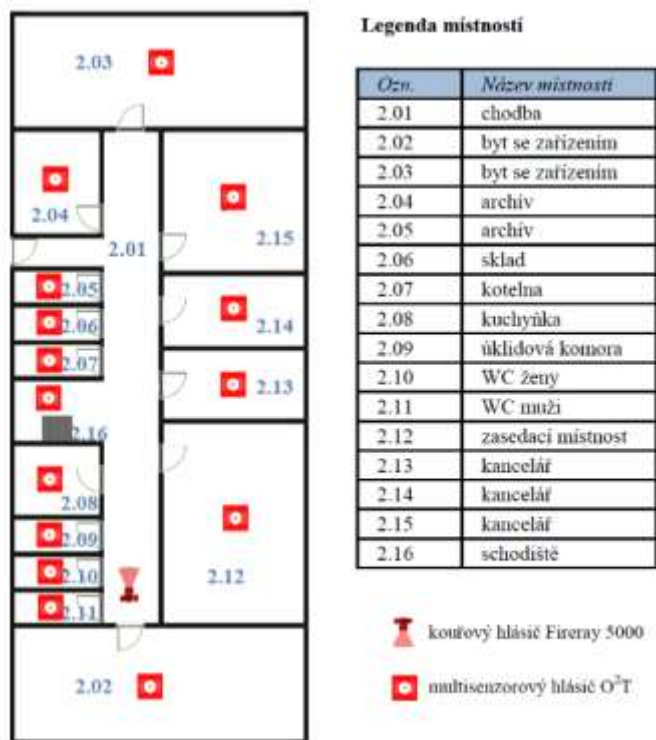 Legenda místností
Ozn. Název místnosti
2.01 chodba
2.02 byt se zařízením
2.03 byt se zařízením
2.04 archív
2.05 archív
2.06 sklad
2.07 kotelna
2.08 kuchyňka
2.09 úklidová komora
2.10 WC ženy
2.11 WC muži
2.12 zasedací místnost
2.13 kancelář
2.14 kancelář
2.15 kancelář
2.16 schodiště
kouřový hlásič Fireray 5000
multisenzorový hlásič O²T
2.03
2.04
2.01
2.15
2.05
2.06
2.14
2.07
2.13
2.16
2.08
2.09
2.10
2.12
2.11
2.02